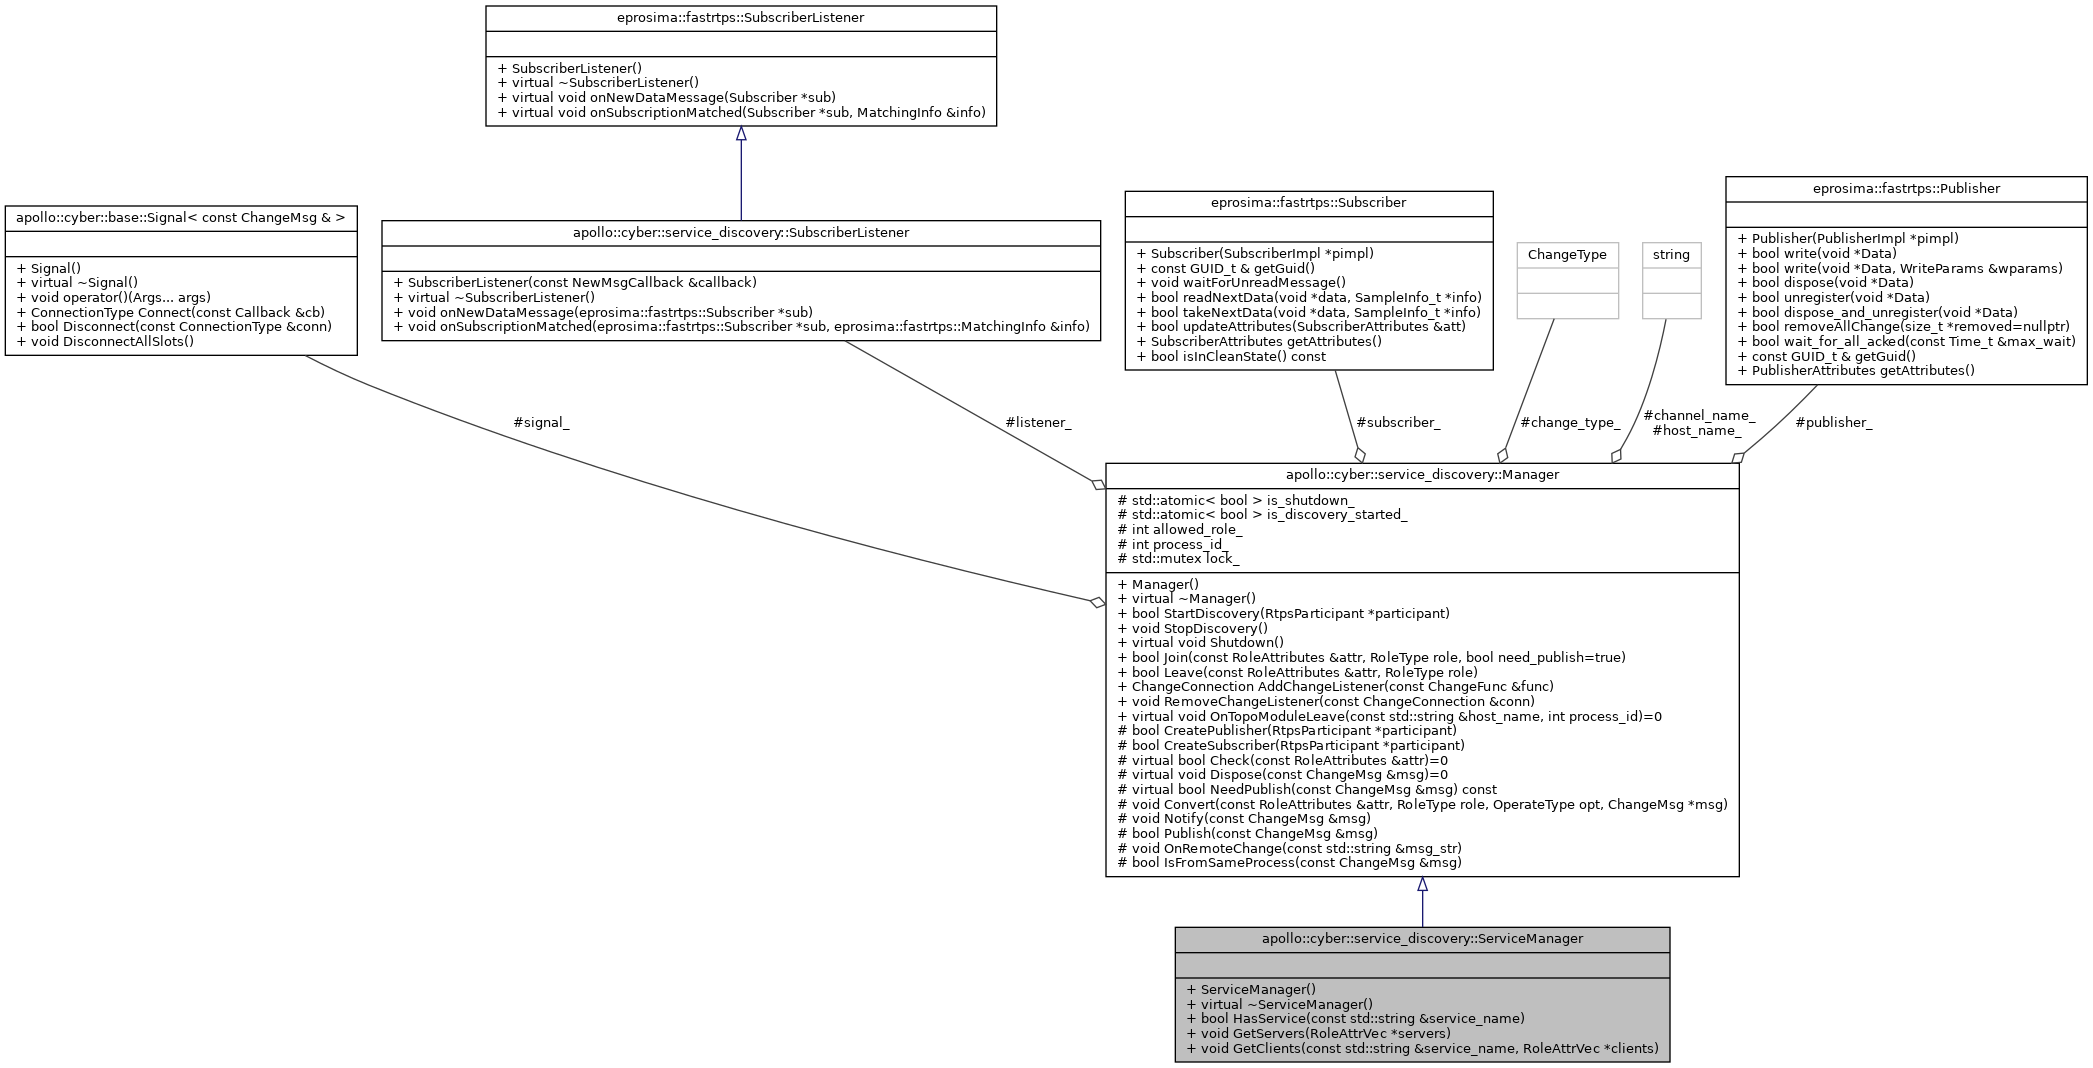 eprosima::fastrtps::SubscriberListener
+ SubscriberListener()
+ virtual ~SubscriberListener()
+ virtual void onNewDataMessage(Subscriber *sub)
+ virtual void onSubscriptionMatched(Subscriber *sub, MatchingInfo &info)
apollo::cyber::base::Signal< const ChangeMsg & >
+ Signal()
+ virtual ~Signal()
+ void operator()(Args... args)
+ ConnectionType Connect(const Callback &cb)
+ bool Disconnect(const ConnectionType &conn)
+ void DisconnectAllSlots()
apollo::cyber::service_discovery::SubscriberListener
+ SubscriberListener(const NewMsgCallback &callback)
+ virtual ~SubscriberListener()
+ void onNewDataMessage(eprosima::fastrtps::Subscriber *sub)
+ void onSubscriptionMatched(eprosima::fastrtps::Subscriber *sub, eprosima::fastrtps::MatchingInfo &info)
eprosima::fastrtps::Subscriber
+ Subscriber(SubscriberImpl *pimpl)
+ const GUID_t & getGuid()
+ void waitForUnreadMessage()
+ bool readNextData(void *data, SampleInfo_t *info)
+ bool takeNextData(void *data, SampleInfo_t *info)
+ bool updateAttributes(SubscriberAttributes &att)
+ SubscriberAttributes getAttributes()
+ bool isInCleanState() const
ChangeType
string
eprosima::fastrtps::Publisher
+ Publisher(PublisherImpl *pimpl)
+ bool write(void *Data)
+ bool write(void *Data, WriteParams &wparams)
+ bool dispose(void *Data)
+ bool unregister(void *Data)
+ bool dispose_and_unregister(void *Data)
+ bool removeAllChange(size_t *removed=nullptr)
+ bool wait_for_all_acked(const Time_t &max_wait)
+ const GUID_t & getGuid()
+ PublisherAttributes getAttributes()
#signal_
#listener_
#subscriber_
#change_type_
#channel_name_
#host_name_
#publisher_
apollo::cyber::service_discovery::Manager
# std::atomic< bool > is_shutdown_
# std::atomic< bool > is_discovery_started_
# int allowed_role_
# int process_id_
# std::mutex lock_
+ Manager()
+ virtual ~Manager()
+ bool StartDiscovery(RtpsParticipant *participant)
+ void StopDiscovery()
+ virtual void Shutdown()
+ bool Join(const RoleAttributes &attr, RoleType role, bool need_publish=true)
+ bool Leave(const RoleAttributes &attr, RoleType role)
+ ChangeConnection AddChangeListener(const ChangeFunc &func)
+ void RemoveChangeListener(const ChangeConnection &conn)
+ virtual void OnTopoModuleLeave(const std::string &host_name, int process_id)=0
# bool CreatePublisher(RtpsParticipant *participant)
# bool CreateSubscriber(RtpsParticipant *participant)
# virtual bool Check(const RoleAttributes &attr)=0
# virtual void Dispose(const ChangeMsg &msg)=0
# virtual bool NeedPublish(const ChangeMsg &msg) const
# void Convert(const RoleAttributes &attr, RoleType role, OperateType opt, ChangeMsg *msg)
# void Notify(const ChangeMsg &msg)
# bool Publish(const ChangeMsg &msg)
# void OnRemoteChange(const std::string &msg_str)
# bool IsFromSameProcess(const ChangeMsg &msg)
apollo::cyber::service_discovery::ServiceManager
+ ServiceManager()
+ virtual ~ServiceManager()
+ bool HasService(const std::string &service_name)
+ void GetServers(RoleAttrVec *servers)
+ void GetClients(const std::string &service_name, RoleAttrVec *clients)